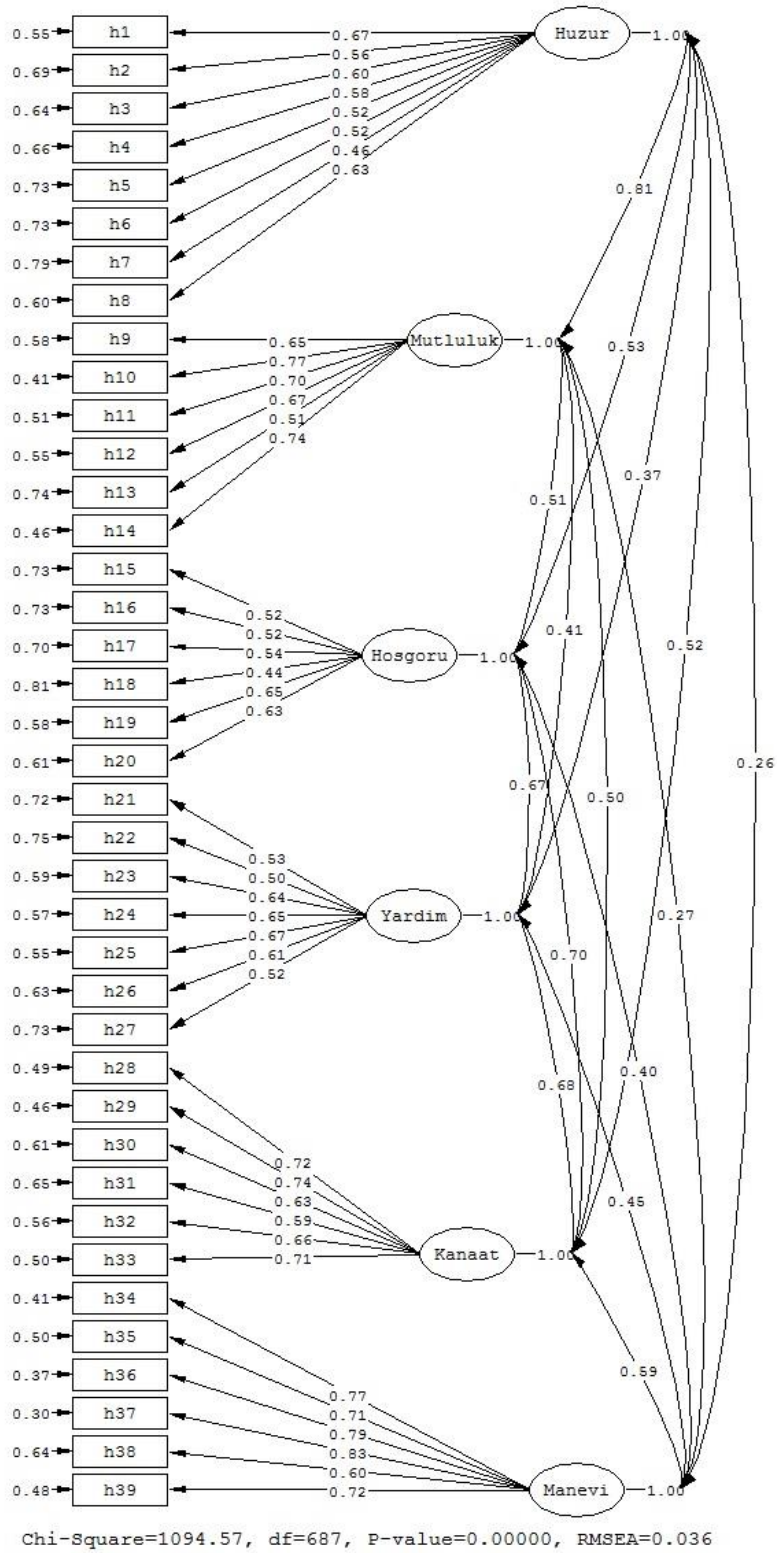 0.55 h1 0.67 Huzur 1.00
0.69 h2 0.56
0.64 h3 0.60
0.66 h4 0.58
0.73 h5 0.52
0.73 h6 0.52
0.79 h7 0.46
0.60 h8 0.63
0.81
0.58 h9 0.65 Mutluluk 1.00
0.53
0.41 h10 0.77
0.51 h11 0.70
0.55 h12 0.67
0.74 h13 0.51
0.46 h14 0.74
0.37
0.51
0.73 h15 0.52
0.73 h16 0.52
0.70 h17 0.54 Hosgoru 1.00
0.81 h18 0.44
0.58 h19 0.65
0.61 h20 0.63
0.41
0.52
0.26
0.67
0.50
0.72 h21 0.53
0.75 h22 0.50
0.59 h23 0.64
0.57 h24 0.65 Yardim 1.00
0.55 h25 0.67
0.63 h26 0.61
0.73 h27 0.52
0.27
0.70
0.68
0.40
0.49 h28 0.72
0.46 h29 0.74
0.61 h30 0.63
0.65 h31 0.59
0.56 h32 0.66
0.50 h33 0.71 Kanaat 1.00
0.45
0.59
0.41 h34 0.77
0.50 h35 0.71
0.37 h36 0.79
0.30 h37 0.83
0.64 h38 0.60
0.48 h39 0.72 Manevi 1.00
Chi-Square=1094.57, df=687, P-value=0.00000, RMSEA=0.036